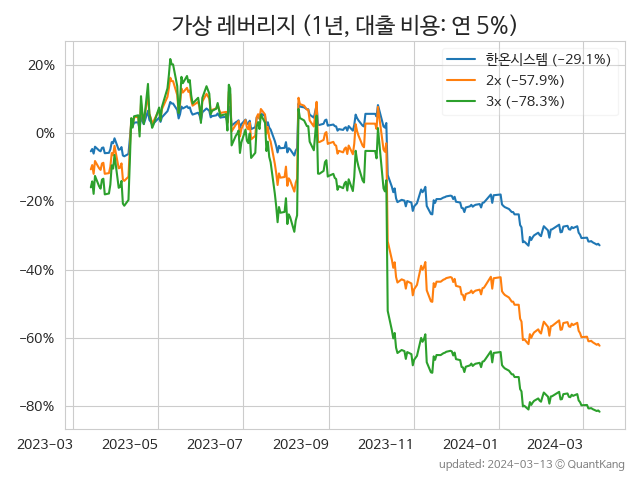 가상 레버리지 (1년, 대출 비용: 연 5%)
한온시스템 (−29.1%)
2x (−57.9%)
3x (−78.3%)
20%
0%
−20%
−40%
−60%
−80%
2023-03 2023-05 2023-07 2023-09 2023-11 2024-01 2024-03
updated: 2024-03-13 © QuantKang